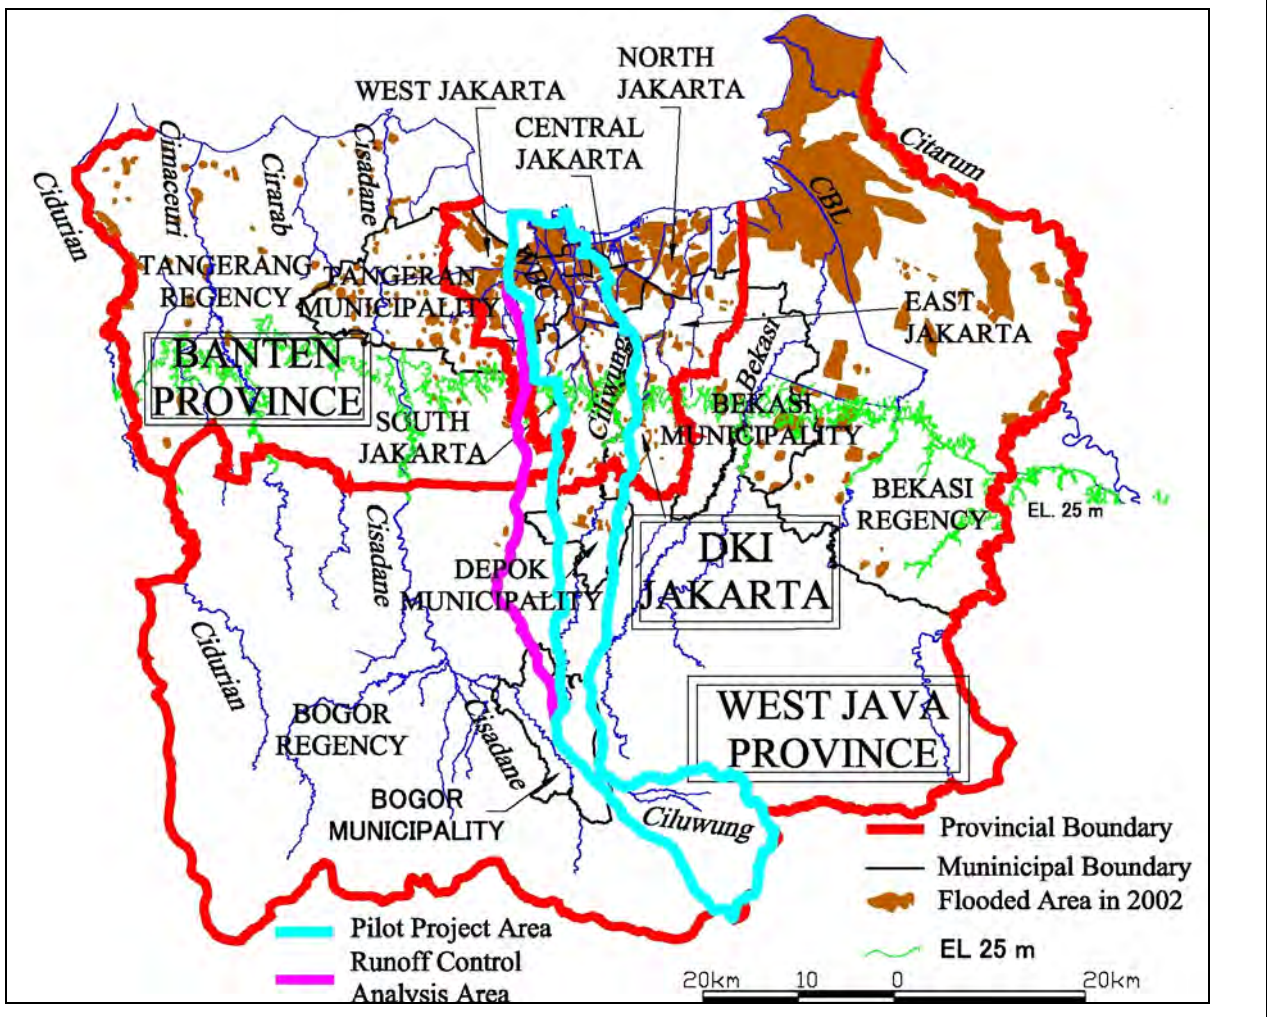 NORTH
JAKARTA
WEST JAKARTA
CENTRAL
JAKARTA
Cidurian
Cimaceuri
Cirarab
Cisadane
Citarum
CBL
TANGERANG
REGENCY
TANGERAN
MUNICIPALITY
WBC
EAST
JAKARTA
BANTEN
PROVINCE
Ciliwung
Bekasi
BEKASI
MUNICIPALITY
SOUTH
JAKARTA
BEKASI
REGENCY
EL. 25 m
Cisadane
DEPOK
MUNICIPALITY
DKI
JAKARTA
Cidurian
BOGOR
REGENCY
Cisadane
WEST JAVA
PROVINCE
BOGOR
MUNICIPALITY
Ciluwung
Provincial Boundary
Muninicipal Boundary
Flooded Area in 2002
EL 25 m
Pilot Project Area
Runoff Control
Analysis Area
20km 10 0 20km